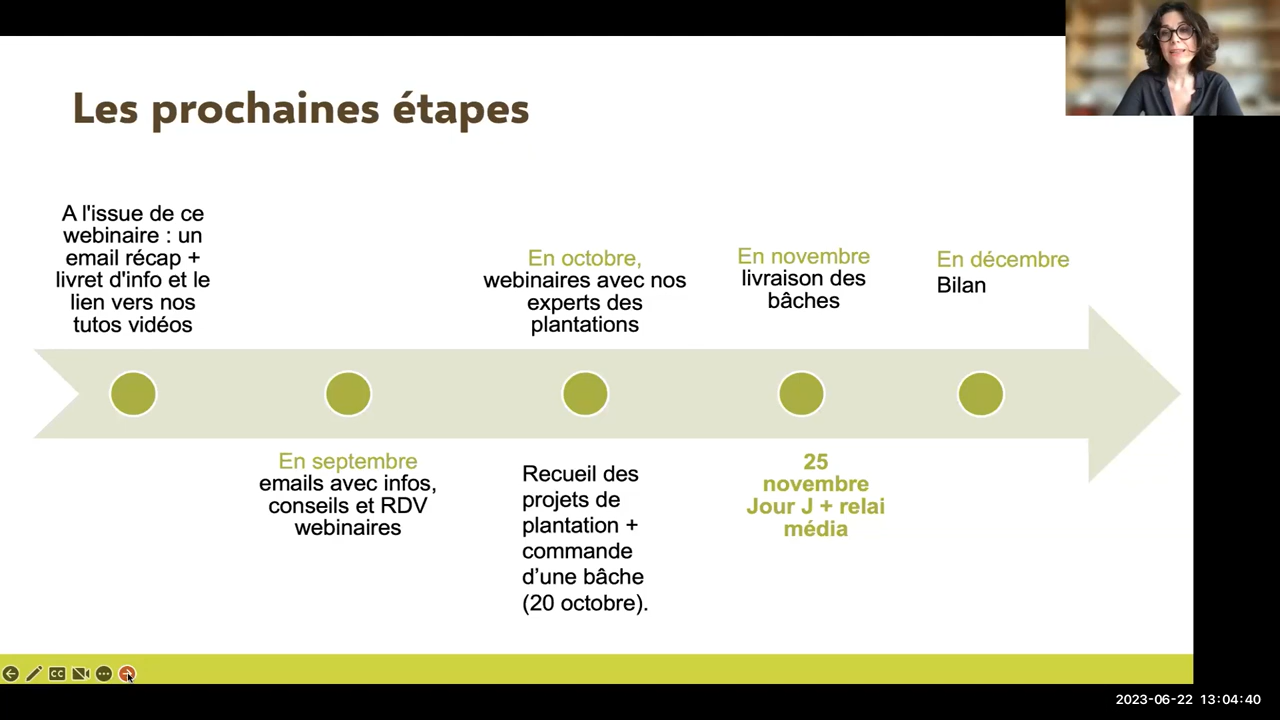 Les prochaines étapes
A l'issue de ce
webinaire : un
email récap +
livret d'info et le
lien vers nos
tutos vidéos
En septembre
emails avec infos,
conseils et RDV
webinaires
En octobre,
webinaires avec nos
experts des
plantations
Recueil des
projets de
plantation +
commande
d’une bâche
(20 octobre).
En novembre
livraison des
bâches
25
novembre
Jour J + relai
média
En décembre
Bilan
CC
2023-06-22 13:04:40